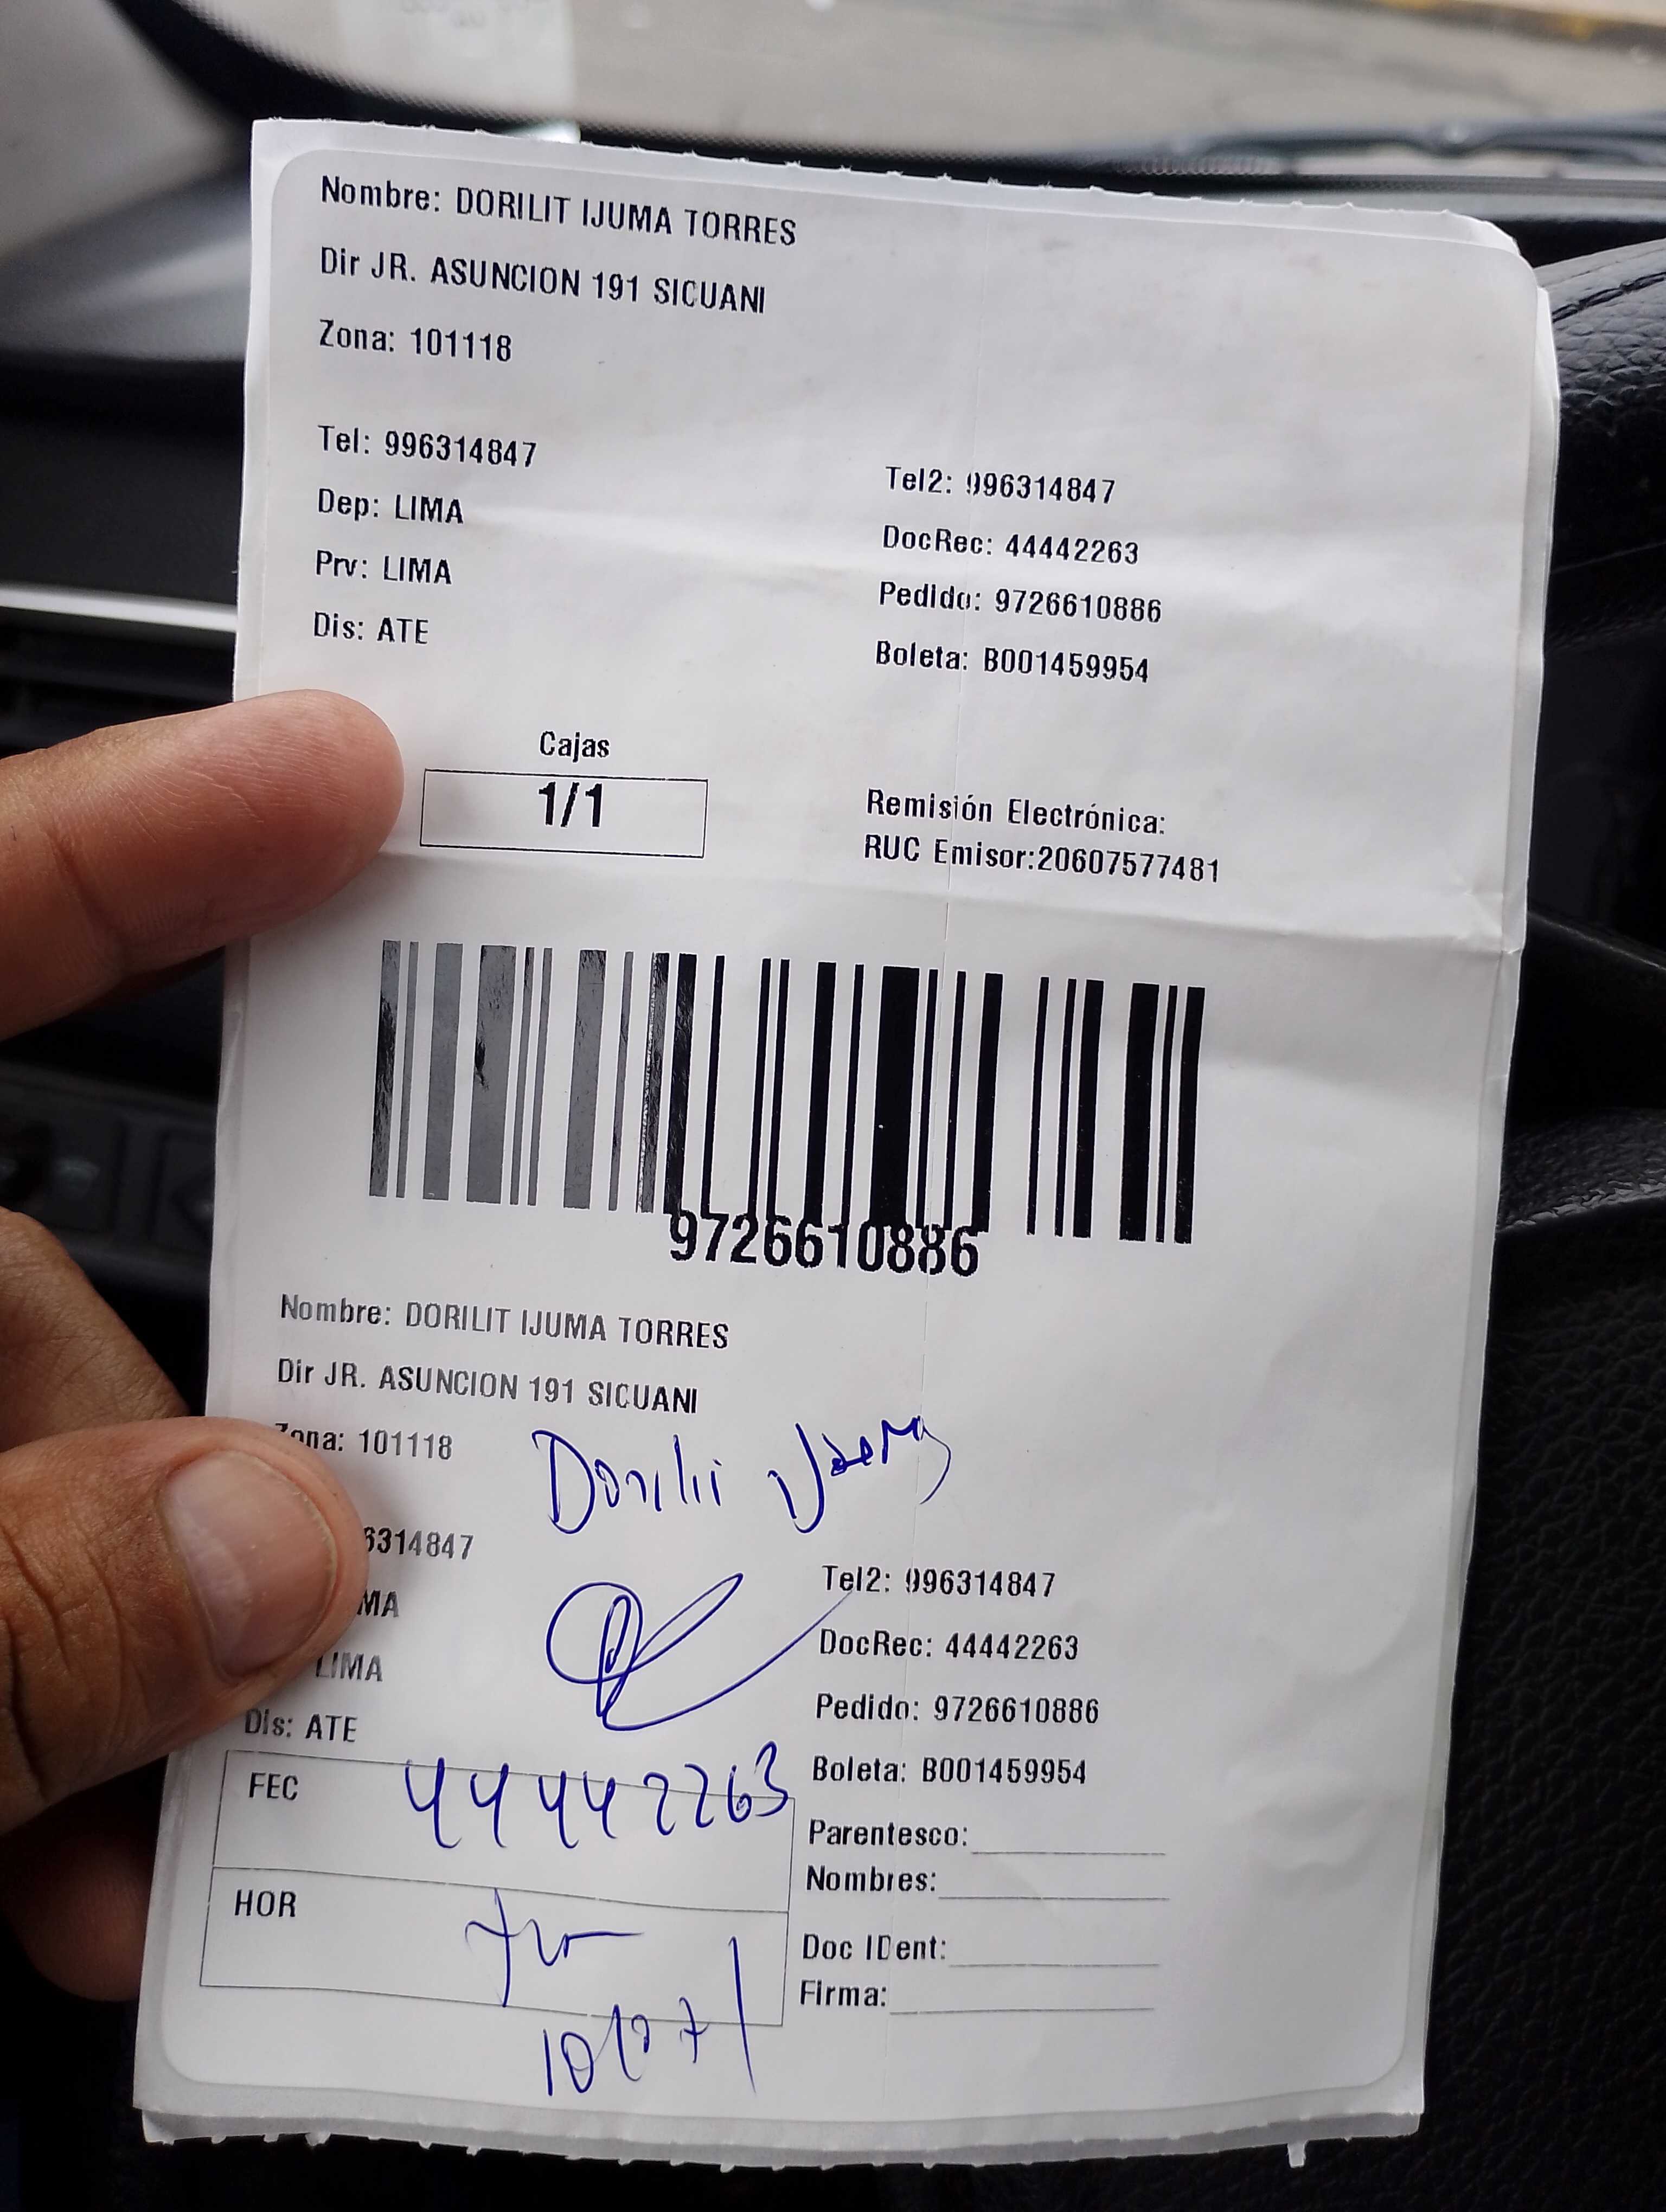 Nombre: DORILIT IJUMA TORRES
Dir JR. ASUNCION 191 SICUANI
Zona: 101118
Tel: 996314847
Tel2: 996314847
Dep: LIMA
DocRec: 44442263
Prv: LIMA
Pedido: 9726610886
Dis: ATE
Boleta: B001459954
Cajas
1/1
Remisión Electrónica:
RUC Emisor:20607577481
9726610886
Nombre: DORILIT IJUMA TORRES
Dir JR. ASUNCION 191 SICUANI
Zona: 101118
Dorilit
6314847
Tel2: 996314847
MA
DocRec: 44442263
LIMA
Pedido: 9726610886
Dis: ATE
Boleta: B001459954
FEC 44442263
Parentesco:
Nombres:
HOR
Doc IDent:
Firma: